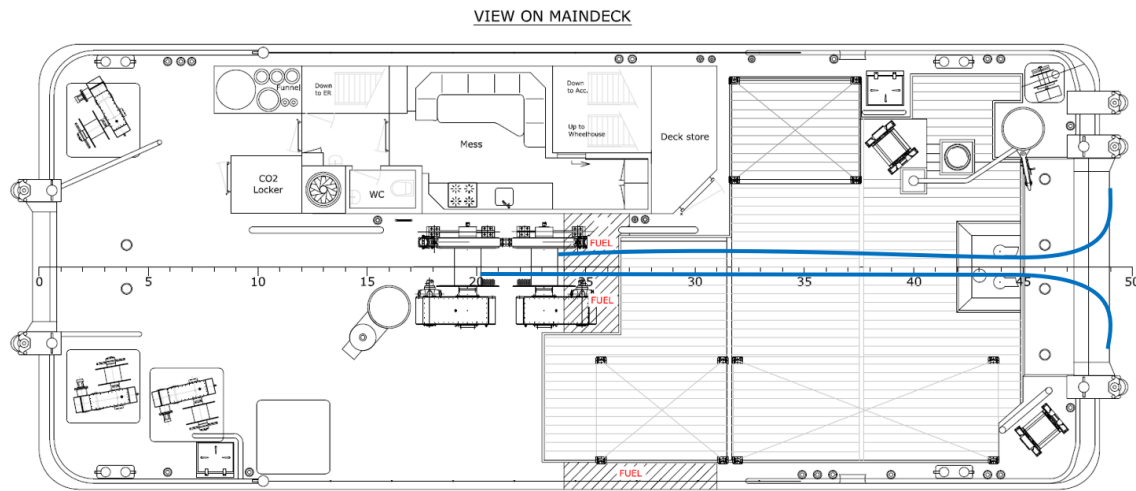 VIEW ON MAINDECK
Funnel
Down
to ER
Mess
Down
to Acc.
Up to
Wheelhouse
Deck store
CO2
Locker
WC
FUEL
FUEL
0 5 10 15 20 25 30 35 40 45 50
FUEL